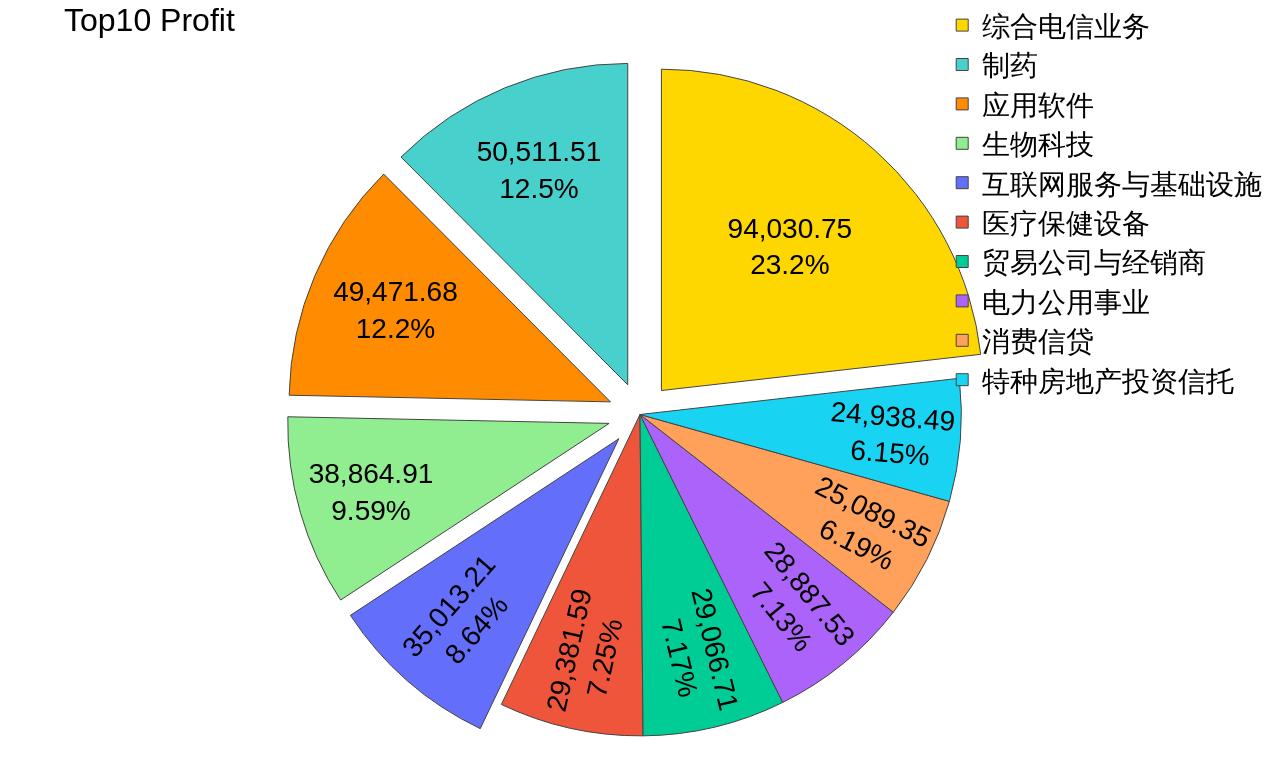 Top10 Profit
综合电信业务
制药
应用软件
生物科技
互联网服务与基础设施
医疗保健设备
贸易公司与经销商
电力公用事业
消费信贷
特种房地产投资信托
50,511.51
12.5%
94,030.75
23.2%
49,471.68
12.2%
38,864.91
9.59%
35,013.21
8.64%
29,381.59
7.25%
29,066.71
7.17%
28,887.53
7.13%
25,089.35
6.19%
24,938.49
6.15%